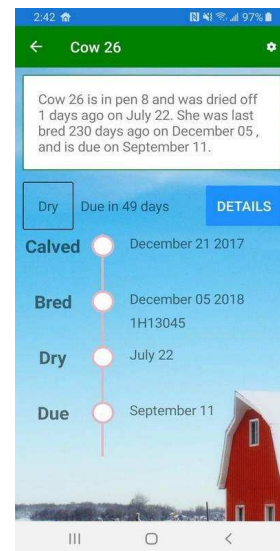 2:42 97%
Cow 26
Cow 26 is in pen 8 and was dried off
1 days ago on July 22. She was last
bred 230 days ago on December 05 ,
and is due on September 11.
Dry Due in 49 days DETAILS
Calved December 21 2017
Bred December 05 2018
1H13045
Dry July 22
Due September 11